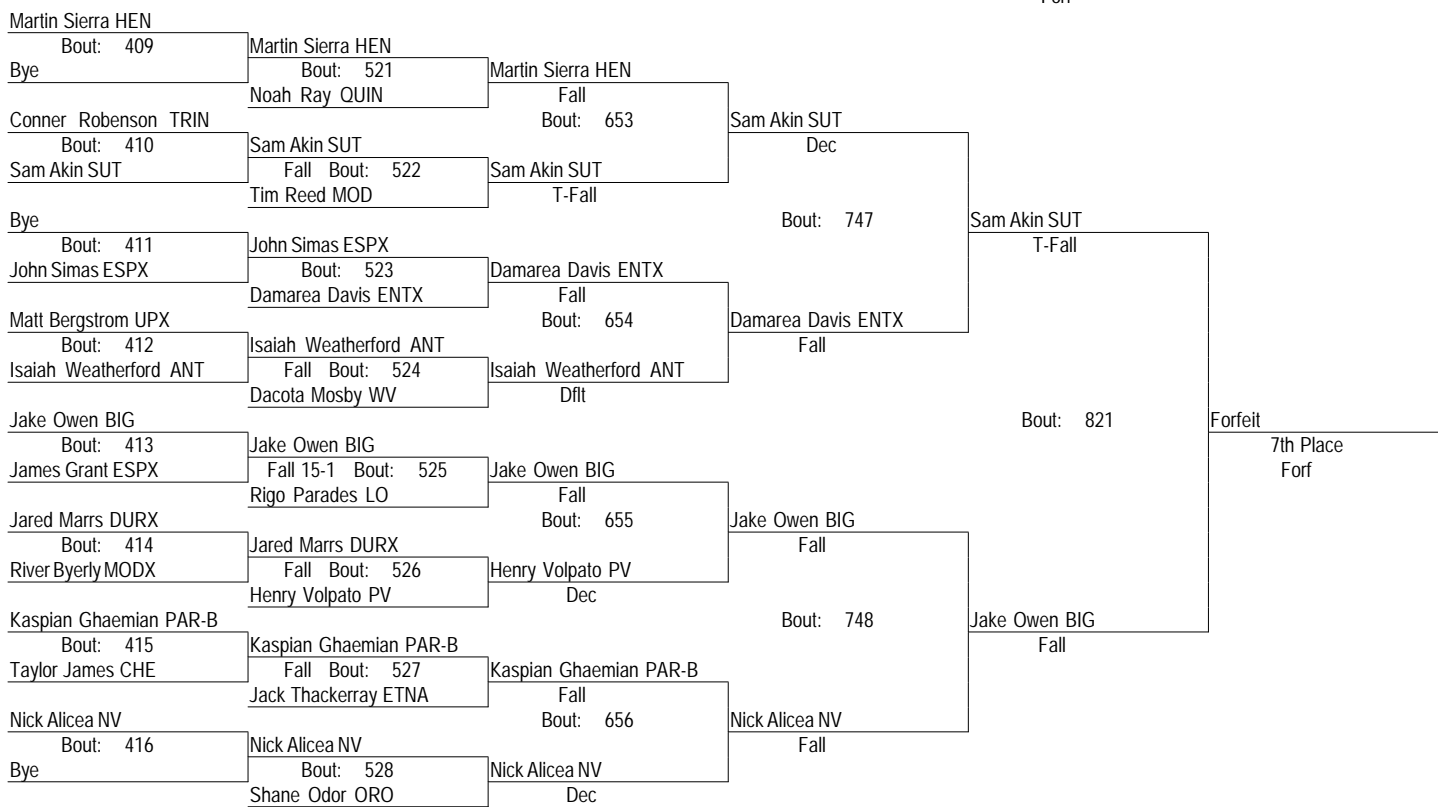 Forf
Martin Sierra HEN
Bout: 409
Bye
Martin Sierra HEN
Bout: 521
Noah Ray QUIN
Martin Sierra HEN
Fall
Bout: 653
Conner Robenson TRIN
Bout: 410
Sam Akin SUT
Sam Akin SUT
Fall Bout: 522
Tim Reed MOD
Sam Akin SUT
T-Fall
Sam Akin SUT
Dec
Bout: 747
Bye
Bout: 411
John Simas ESPX
John Simas ESPX
Bout: 523
Damarea Davis ENTX
Damarea Davis ENTX
Fall
Bout: 654
Matt Bergstrom UPX
Bout: 412
Isaiah Weatherford ANT
Isaiah Weatherford ANT
Fall Bout: 524
Dacota Mosby WV
Isaiah Weatherford ANT
Dflt
Damarea Davis ENTX
Fall
Sam Akin SUT
T-Fall
Bout: 821
Jake Owen BIG
Bout: 413
James Grant ESPX
Jake Owen BIG
Fall 15-1 Bout: 525
Rigo Parades LO
Jake Owen BIG
Fall
Bout: 655
Jared Marrs DURX
Bout: 414
River Byerly MODX
Jared Marrs DURX
Fall Bout: 526
Henry Volpato PV
Henry Volpato PV
Dec
Jake Owen BIG
Fall
Bout: 748
Kaspian Ghaemian PAR-B
Bout: 415
Taylor James CHE
Kaspian Ghaemian PAR-B
Fall Bout: 527
Jack Thackerray ETNA
Kaspian Ghaemian PAR-B
Fall
Bout: 656
Nick Alicea NV
Bout: 416
Bye
Nick Alicea NV
Bout: 528
Shane Odor ORO
Nick Alicea NV
Dec
Nick Alicea NV
Fall
Jake Owen BIG
Fall
Forfeit
7th Place
Forf